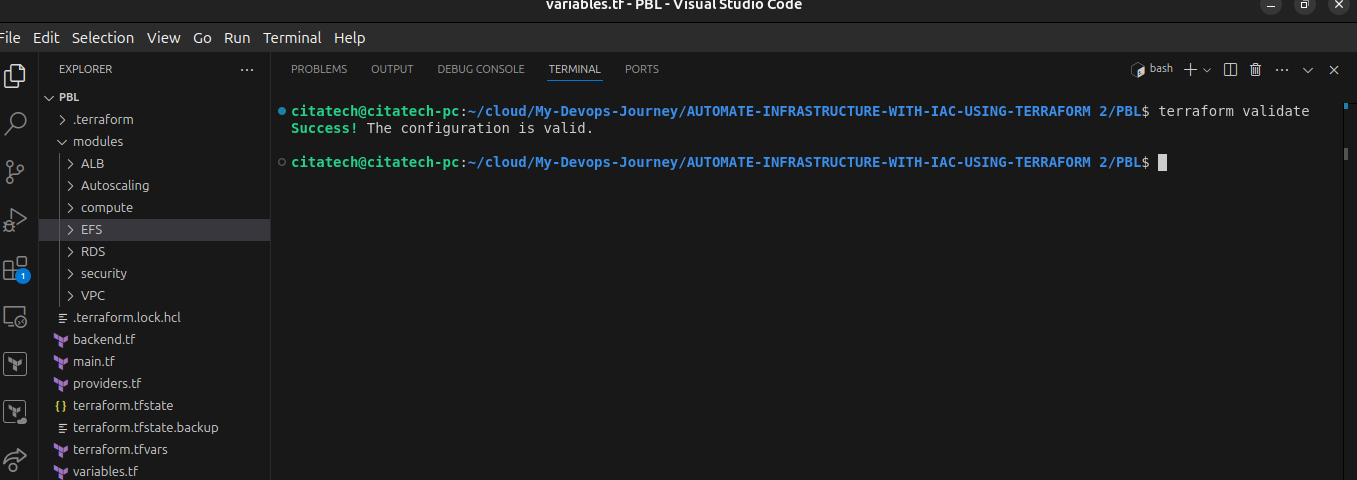 variables.tf - PBL - Visual Studio Code
File Edit Selection View Go Run Terminal Help
EXPLORER
PROBLEMS OUTPUT DEBUG CONSOLE TERMINAL PORTS
bash
PBL
.terraform
modules
ALB
Autoscaling
compute
EFS
RDS
security
1
VPC
.terraform.lock.hcl
backend.tf
main.tf
providers.tf
terraform.tfstate
terraform.tfstate.backup
terraform.tfvars
variables.tf
citatech@citatech-pc:~/cloud/My-Devops-Journey/AUTOMATE-INFRASTRUCTURE-WITH-IAC-USING-TERRAFORM 2/PBL$ terraform validate
Success! The configuration is valid.
citatech@citatech-pc:~/cloud/My-Devops-Journey/AUTOMATE-INFRASTRUCTURE-WITH-IAC-USING-TERRAFORM 2/PBL$